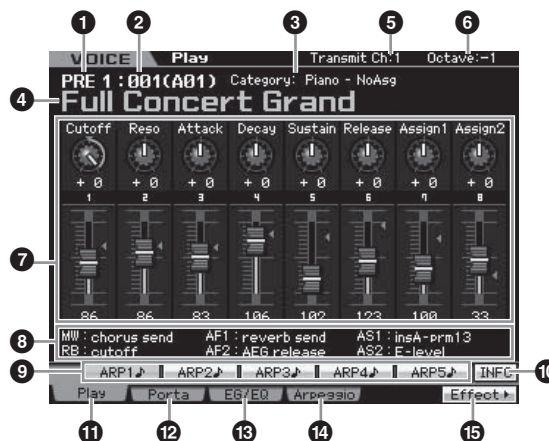 1 2 3 5 6
VOICE Play Transmit Ch:1 Octave:-1
PRE 1:001(A01) Category: Piano - NoAsg
4 Full Concert Grand
Cutoff Reso Attack Decay Sustain Release Assign1 Assign2
+ 0 + 0 + 0 + 0 + 0 + 0 + 0 + 0
1 2 3 4 5 6 7 8
7
86 86 83 106 102 123 100 33
8 MW : chorus send AF1 : reverb send AS1 : insA-prm13
RB : cutoff AF2 : AEG release AS2 : E-level
9 ARP1♪ ARP2♪ ARP3♪ ARP4♪ ARP5♪ INFO 10
Play Porta EG/EQ Arpeggio Effect
11 12 13 14 15